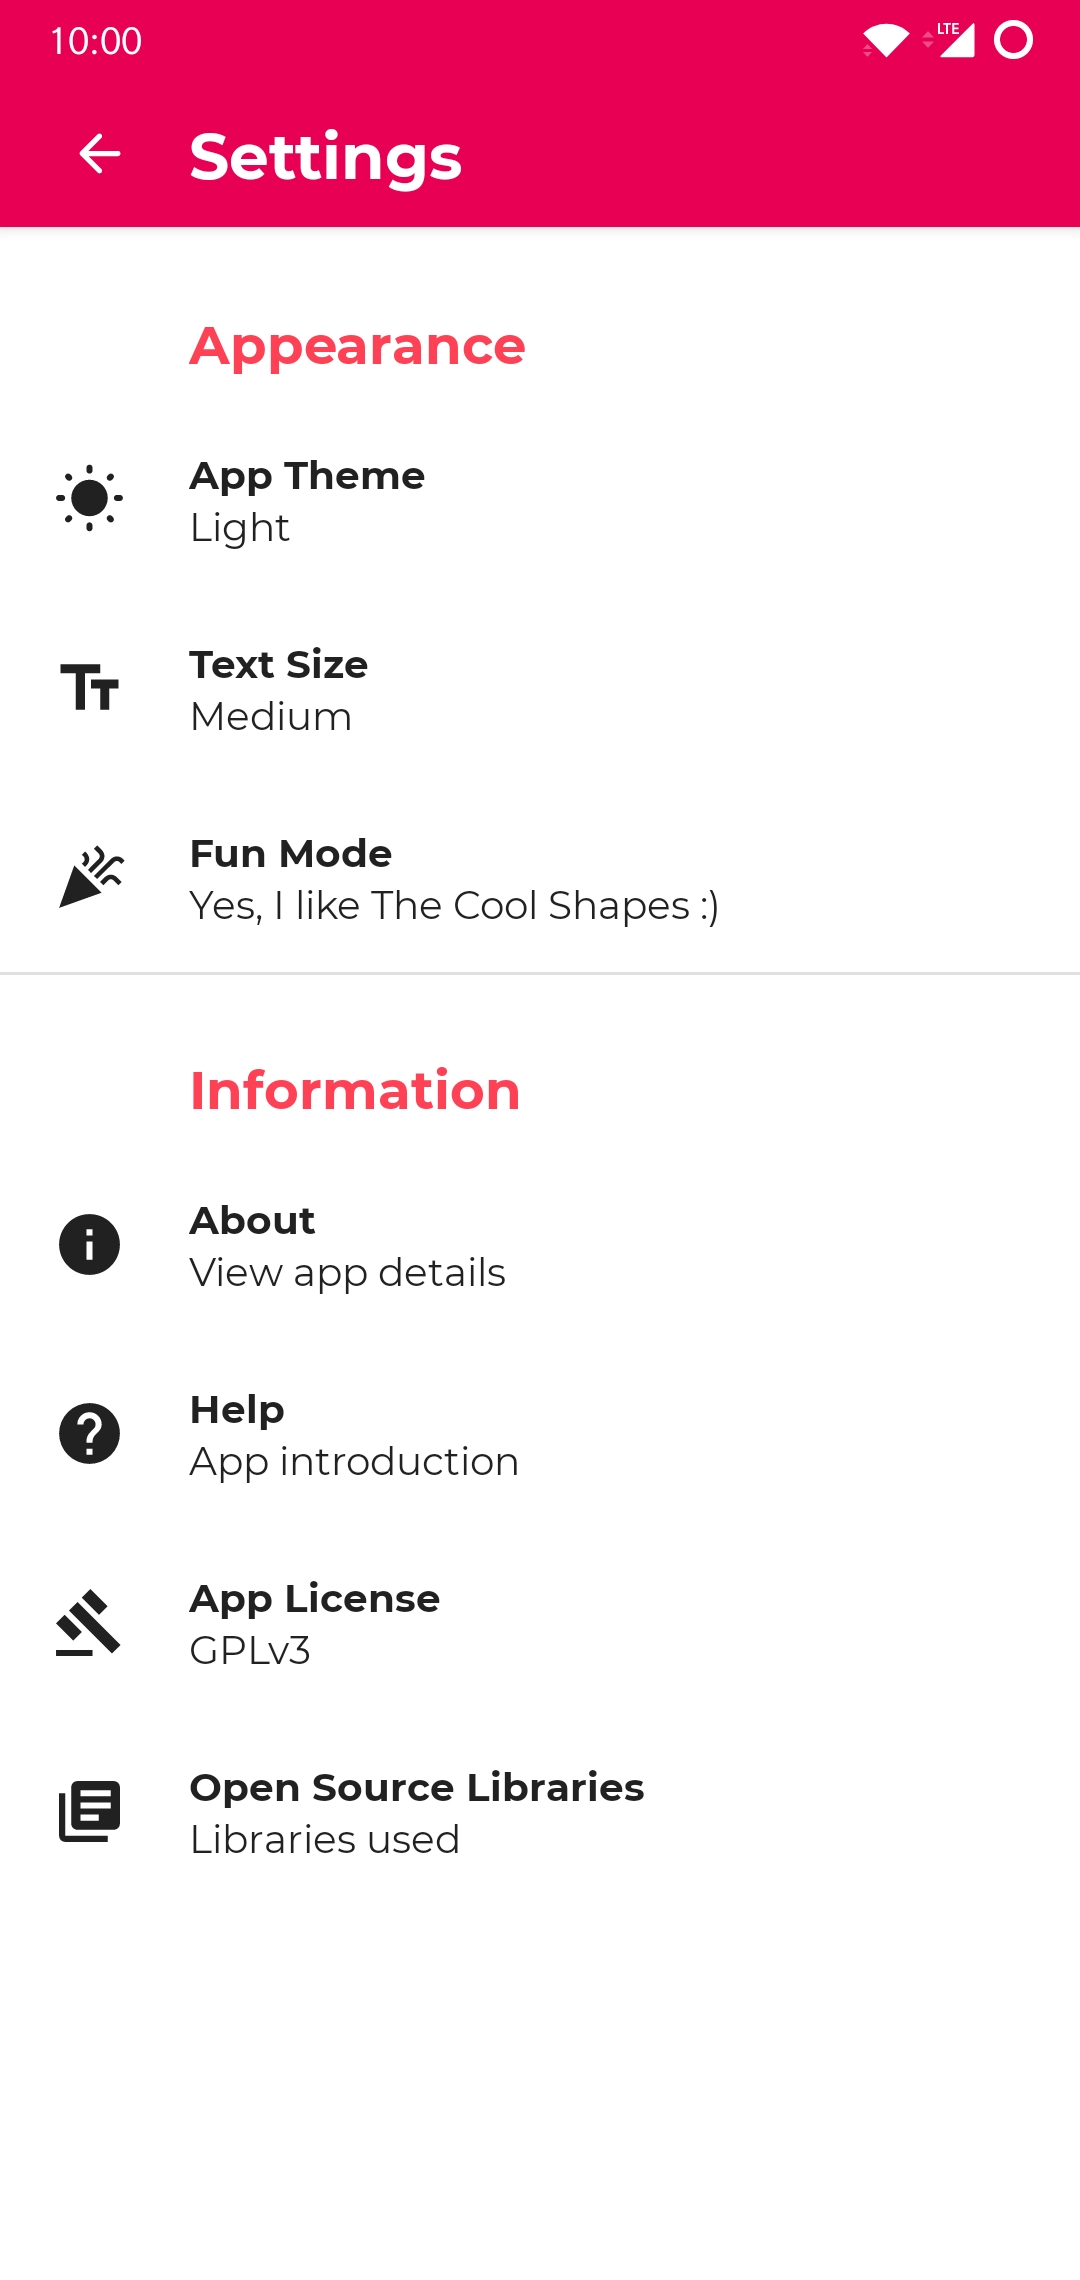 10:00
LTE
Settings
Appearance
App Theme
Light
Text Size
Medium
Fun Mode
Yes, I like The Cool Shapes :)
Information
About
View app details
Help
App introduction
App License
GPLv3
Open Source Libraries
Libraries used